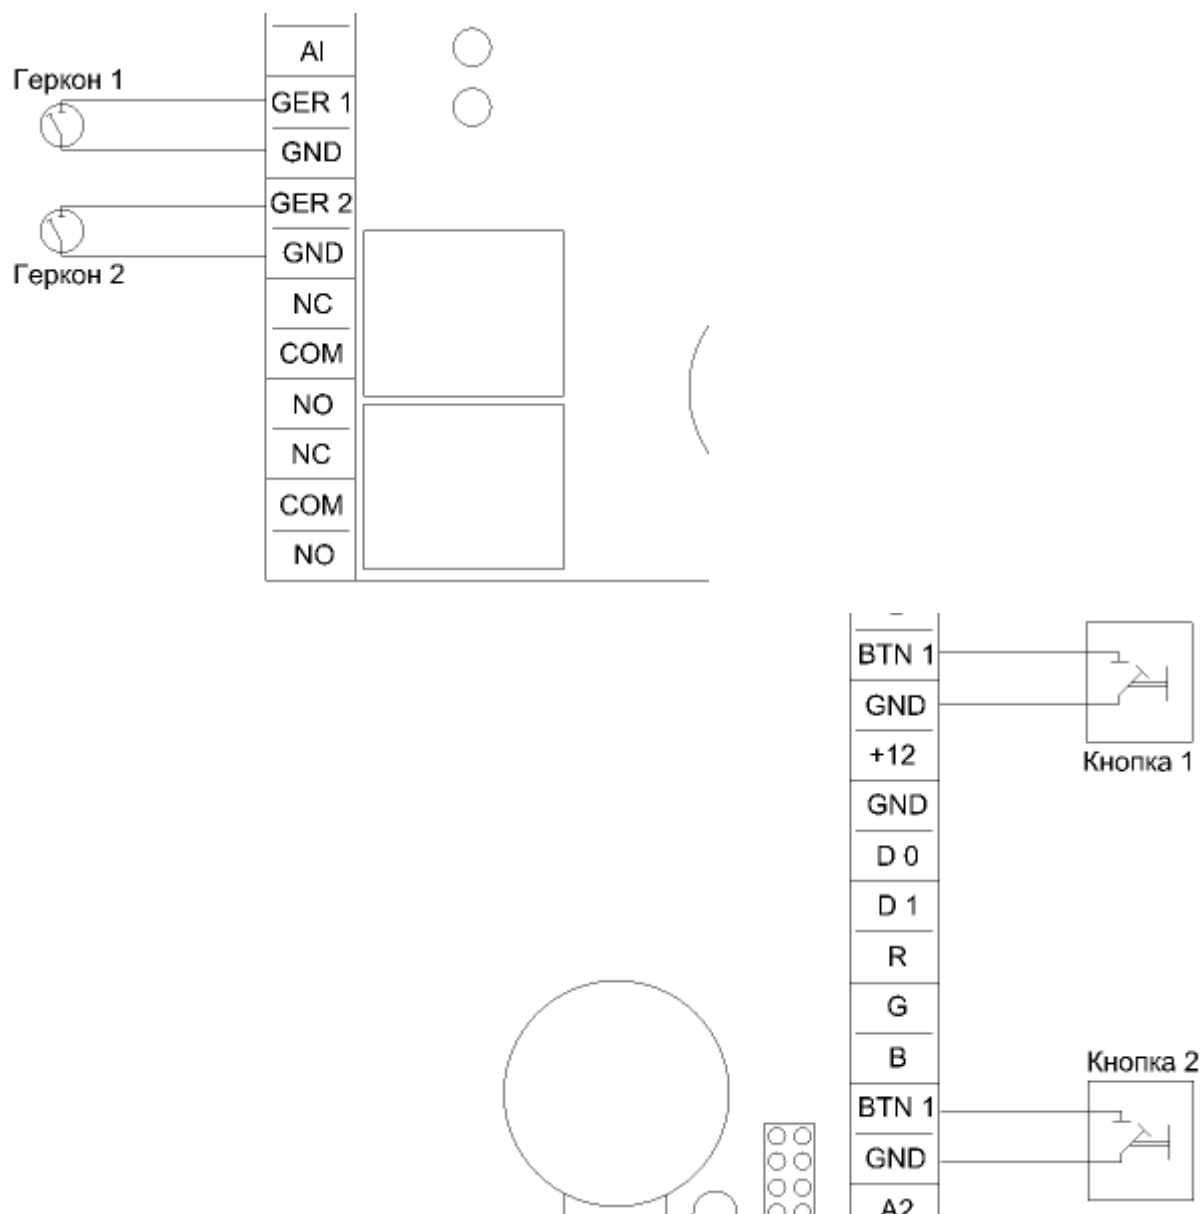 AI
Геркон 1
GER 1
GND
GER 2
GND
Геркон 2
NC
COM
NO
NC
COM
NO
BTN 1
GND
+12
Кнопка 1
GND
D 0
D 1
R
G
B
Кнопка 2
BTN 1
GND
A2